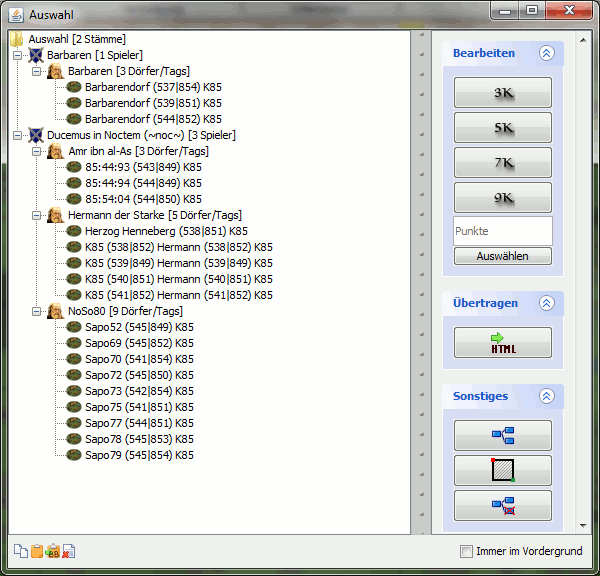 Auswahl
Auswahl [2 Stämme]
Barbaren [1 Spieler]
Barbaren [3 Dörfer/Tags]
Barbarendorf (537|854) K85
Barbarendorf (539|851) K85
Barbarendorf (544|852) K85
Ducemus in Noctem (~noc~) [3 Spieler]
Amr ibn al-As [3 Dörfer/Tags]
85:44:93 (543|849) K85
85:44:94 (544|849) K85
85:54:04 (544|850) K85
Hermann der Starke [5 Dörfer/Tags]
Herzog Henneberg (538|851) K85
K85 (538|852) Hermann (538|852) K85
K85 (539|849) Hermann (539|849) K85
K85 (540|851) Hermann (540|851) K85
K85 (541|852) Hermann (541|852) K85
NoSo80 [9 Dörfer/Tags]
Sapo52 (545|849) K85
Sapo69 (545|852) K85
Sapo70 (541|854) K85
Sapo72 (545|850) K85
Sapo73 (542|854) K85
Sapo75 (541|851) K85
Sapo77 (544|851) K85
Sapo78 (545|853) K85
Sapo79 (545|854) K85
Bearbeiten
3K
5K
7K
9K
Punkte
Auswählen
Übertragen
HTML
Sonstiges
BB
Immer im Vordergrund